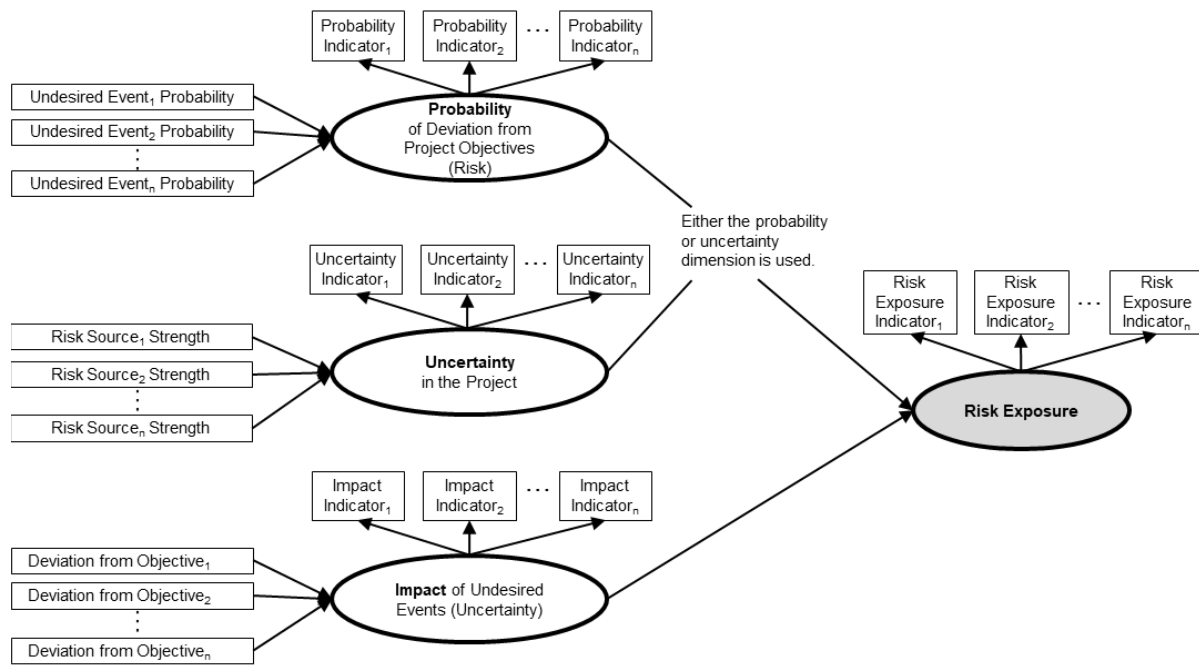 Probability
Indicator₁
Probability
Indicator₂
...
Probability
Indicatorₙ
Undesired Event₁ Probability
Undesired Event₂ Probability
Undesired Eventₙ Probability
Probability
of Deviation from
Project Objectives
(Risk)
Either the probability
or uncertainty
dimension is used.
Uncertainty
Indicator₁
Uncertainty
Indicator₂
...
Uncertainty
Indicatorₙ
Risk Source₁ Strength
Risk Source₂ Strength
Risk Sourceₙ Strength
Uncertainty
in the Project
Risk
Exposure
Indicator₁
Risk
Exposure
Indicator₂
...
Risk
Exposure
Indicatorₙ
Risk Exposure
Impact
Indicator₁
Impact
Indicator₂
...
Impact
Indicatorₙ
Deviation from Objective₁
Deviation from Objective₂
Deviation from Objectiveₙ
Impact of Undesired
Events (Uncertainty)